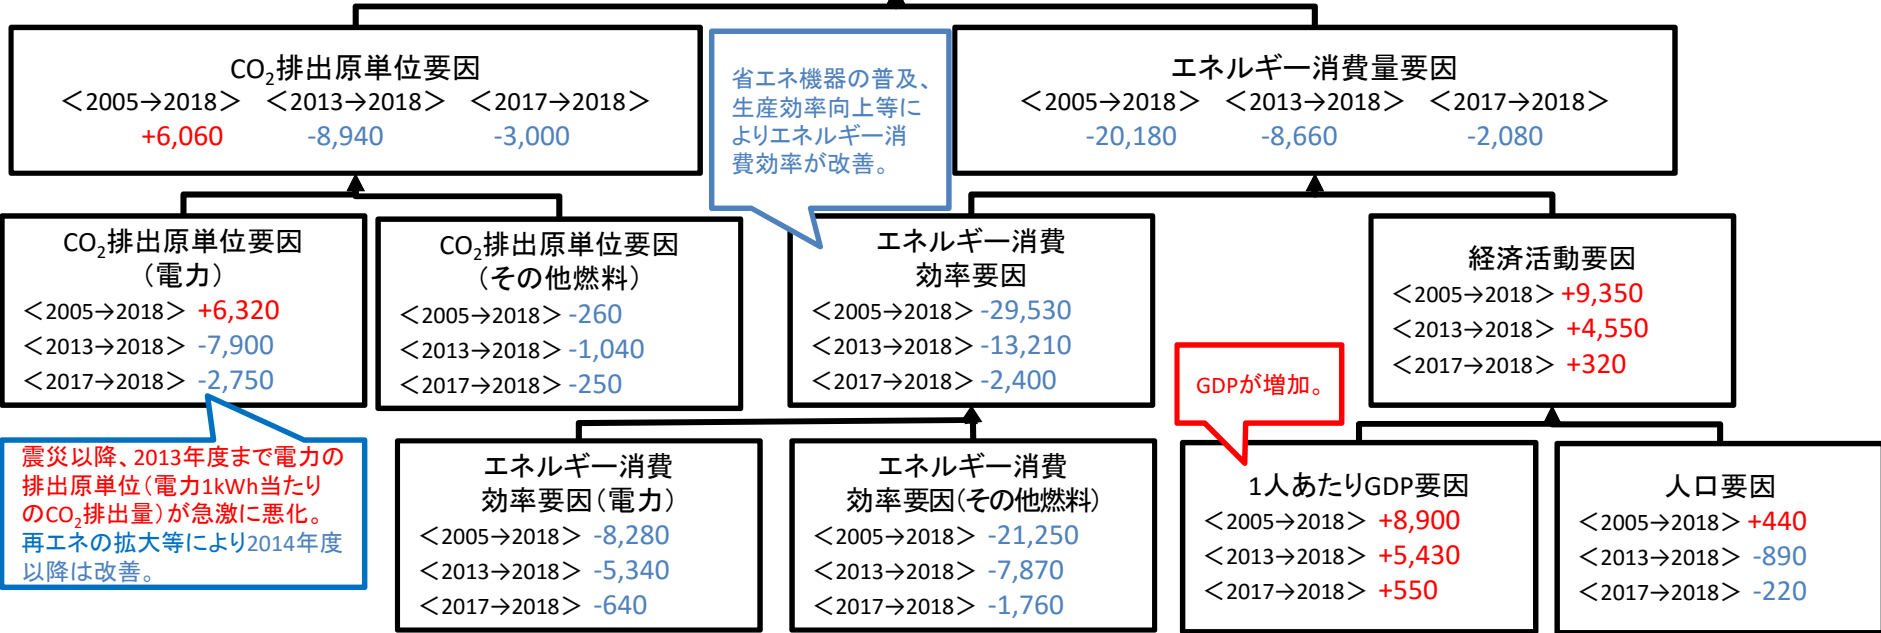 CO₂排出原単位要因
＜2005→2018＞ ＜2013→2018＞ ＜2017→2018＞
+6,060 -8,940 -3,000
省エネ機器の普及、
生産効率向上等に
よりエネルギー消
費効率が改善。
エネルギー消費量要因
＜2005→2018＞ ＜2013→2018＞ ＜2017→2018＞
-20,180 -8,660 -2,080
CO₂排出原単位要因
（電力）
＜2005→2018＞ +6,320
＜2013→2018＞ -7,900
＜2017→2018＞ -2,750
CO₂排出原単位要因
（その他燃料）
＜2005→2018＞ -260
＜2013→2018＞ -1,040
＜2017→2018＞ -250
エネルギー消費
効率要因
＜2005→2018＞ -29,530
＜2013→2018＞ -13,210
＜2017→2018＞ -2,400
経済活動要因
＜2005→2018＞ +9,350
＜2013→2018＞ +4,550
＜2017→2018＞ +320
GDPが増加。
震災以降、2013年度まで電力の
排出原単位（電力1kWh当たり
のCO₂排出量）が急激に悪化。
再エネの拡大等により2014年度
以降は改善。
エネルギー消費
効率要因（電力）
＜2005→2018＞ -8,280
＜2013→2018＞ -5,340
＜2017→2018＞ -640
エネルギー消費
効率要因（その他燃料）
＜2005→2018＞ -21,250
＜2013→2018＞ -7,870
＜2017→2018＞ -1,760
1人あたりGDP要因
＜2005→2018＞ +8,900
＜2013→2018＞ +5,430
＜2017→2018＞ +550
人口要因
＜2005→2018＞ +440
＜2013→2018＞ -890
＜2017→2018＞ -220